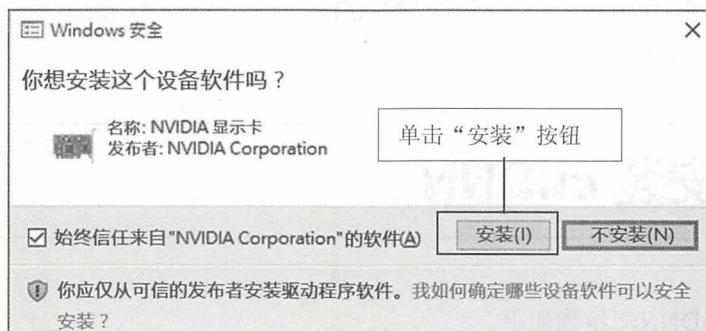 Windows 安全
你想安装这个设备软件吗？
名称: NVIDIA 显示卡
发布者: NVIDIA Corporation
单击“安装”按钮
始终信任来自"NVIDIA Corporation"的软件(A)
安装(I)
不安装(N)
你应仅从可信的发布者安装驱动程序软件。我如何确定哪些设备软件可以安全
安装？